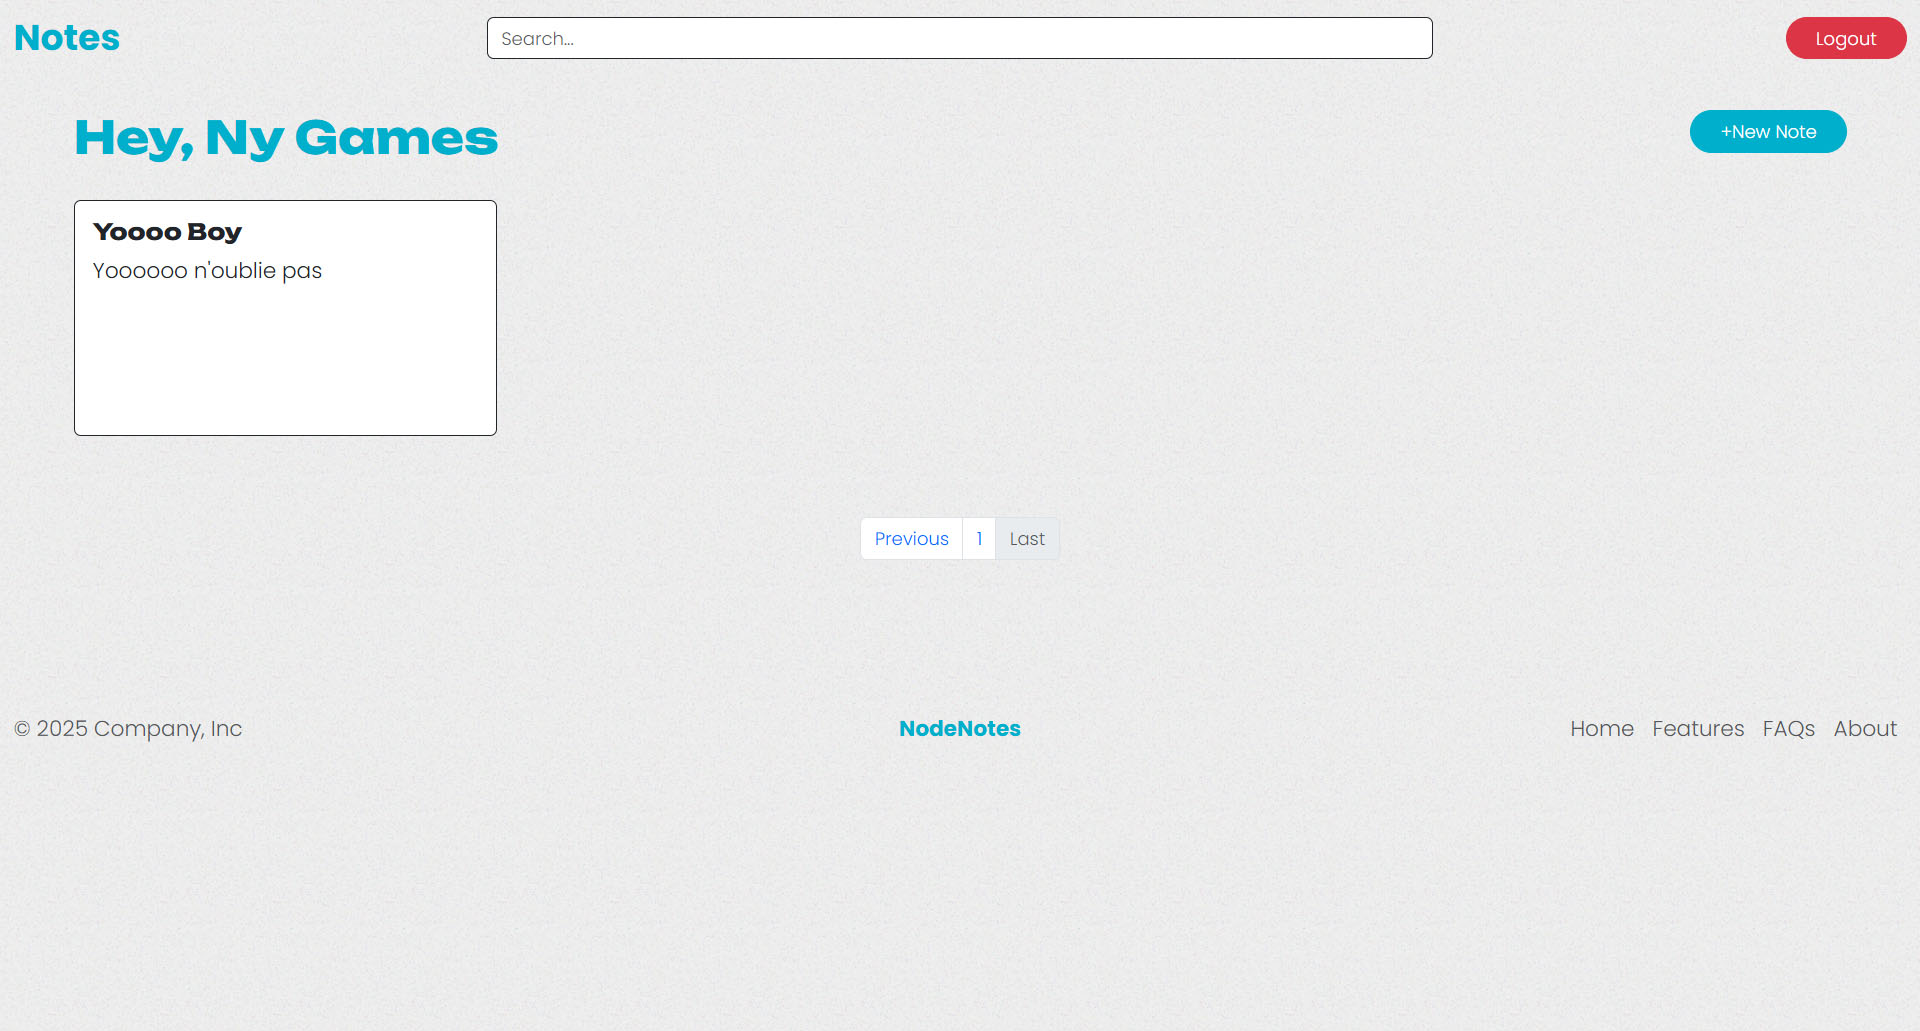 Notes
Search...
Logout
Hey, Ny Games
+New Note
Yoooo Boy
Yoooooo n'oublie pas
Previous 1 Last
© 2025 Company, Inc
NodeNotes
Home Features FAQs About